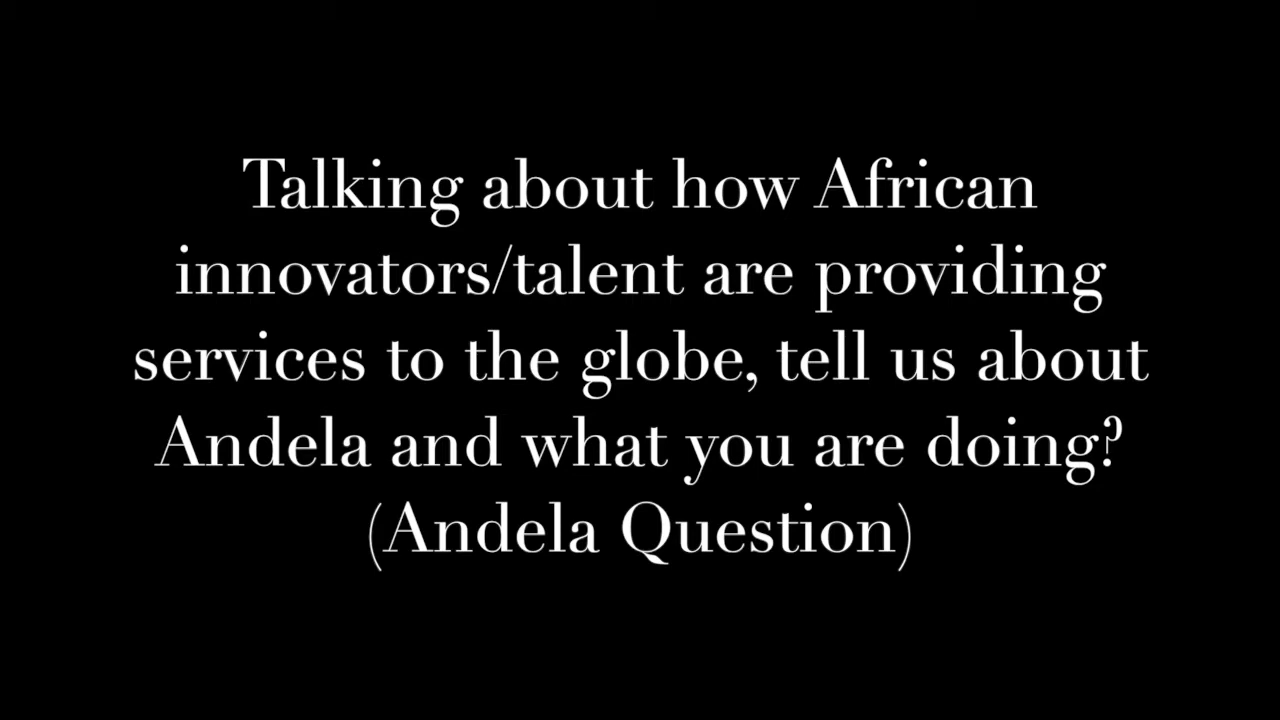 Talking about how African
innovators/talent are providing
services to the globe, tell us about
Andela and what you are doing?
(Andela Question)